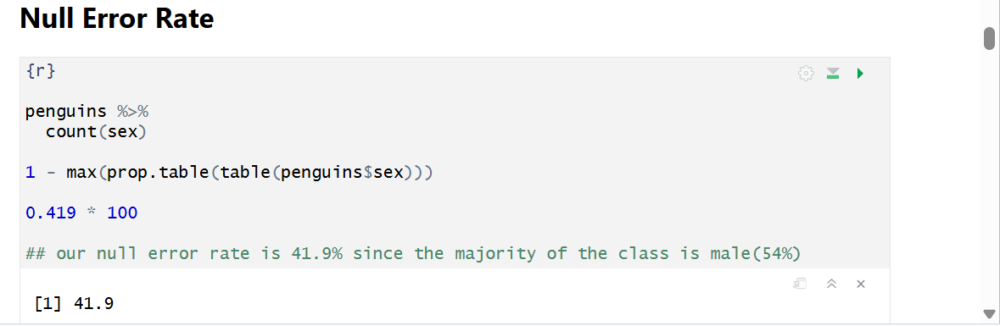 Null Error Rate
{r}
penguins %>%
  count(sex)
1 - max(prop.table(table(penguins$sex)))
0.419 * 100
## our null error rate is 41.9% since the majority of the class is male(54%)
[1] 41.9